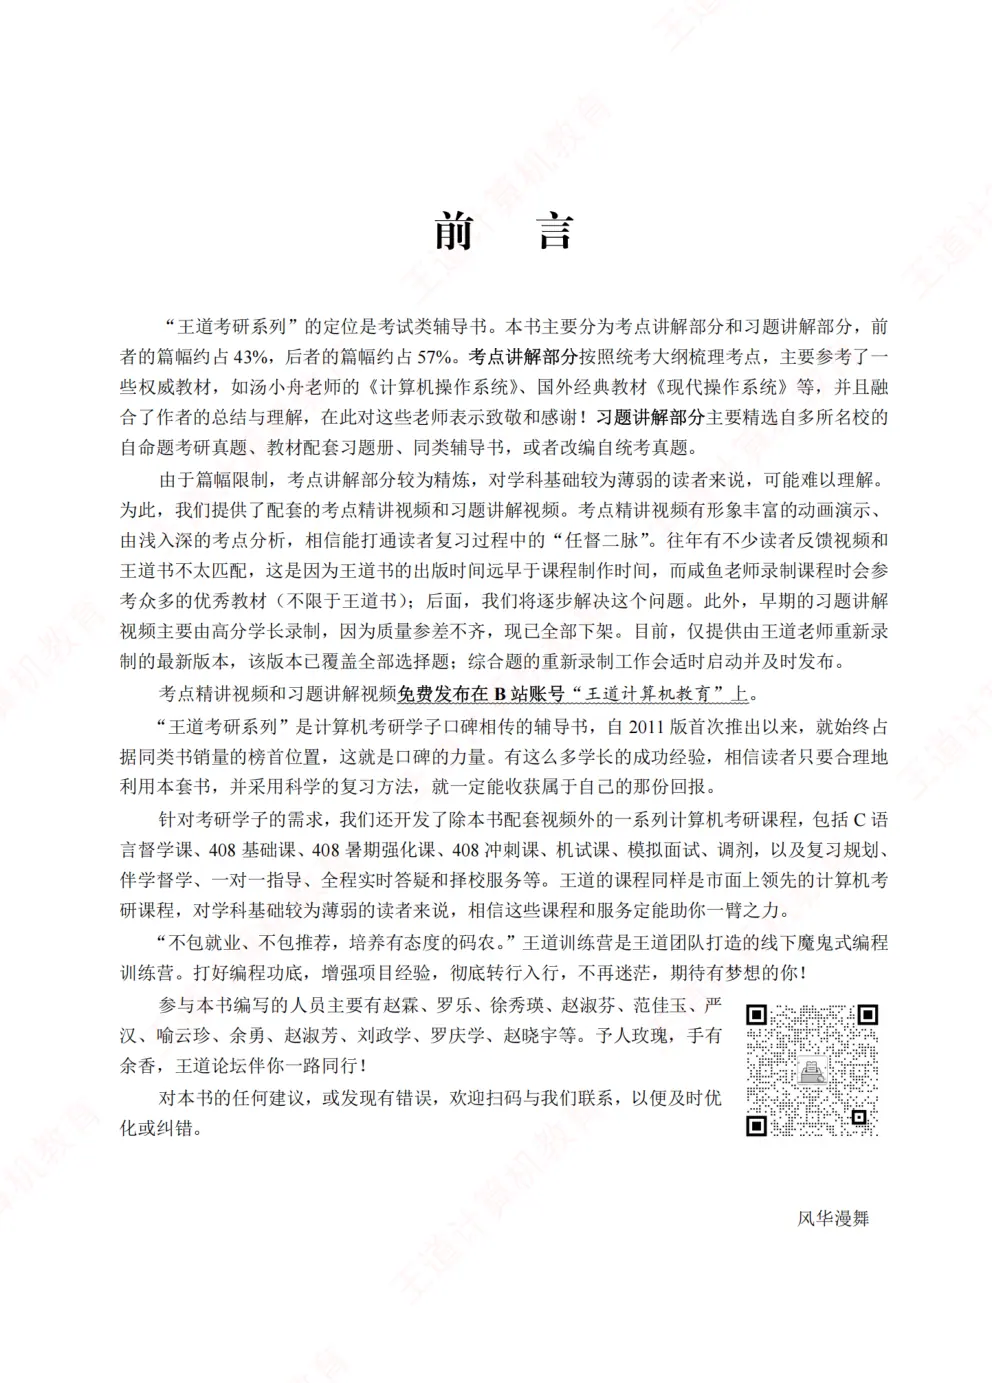 前 言
“王道考研系列”的定位是考试类辅导书。本书主要分为考点讲解部分和习题讲解部分，前
者的篇幅约占 43%，后者的篇幅约占 57%。考点讲解部分按照统考大纲梳理考点，主要参考了一
些权威教材，如汤小舟老师的《计算机操作系统》、国外经典教材《现代操作系统》等，并且融
合了作者的总结与理解，在此对这些老师表示致敬和感谢！习题讲解部分主要精选自多所名校的
自命题考研真题、教材配套习题册、同类辅导书，或者改编自统考真题。
由于篇幅限制，考点讲解部分较为精炼，对学科基础较为薄弱的读者来说，可能难以理解。
为此，我们提供了配套的考点精讲视频和习题讲解视频。考点精讲视频有形象丰富的动画演示、
由浅入深的考点分析，相信能打通读者复习过程中的“任督二脉”。往年有不少读者反馈视频和
王道书不太匹配，这是因为王道书的出版时间远早于课程制作时间，而咸鱼老师录制课程时会参
考众多的优秀教材（不限于王道书）；后面，我们将逐步解决这个问题。此外，早期的习题讲解
视频主要由高分学长录制，因为质量参差不齐，现已全部下架。目前，仅提供由王道老师重新录
制的最新版本，该版本已覆盖全部选择题；综合题的重新录制工作会适时启动并及时发布。
考点精讲视频和习题讲解视频免费发布在 B 站账号“王道计算机教育”上。
“王道考研系列”是计算机考研学子口碑相传的辅导书，自 2011 版首次推出以来，就始终占
据同类书销量的榜首位置，这就是口碑的力量。有这么多学长的成功经验，相信读者只要合理地
利用本套书，并采用科学的复习方法，就一定能收获属于自己的那份回报。
针对考研学子的需求，我们还开发了除本书配套视频外的一系列计算机考研课程，包括 C 语
言督学课、408 基础课、408 暑期强化课、408 冲刺课、机试课、模拟面试、调剂，以及复习规划、
伴学督学、一对一指导、全程实时答疑和择校服务等。王道的课程同样是市面上领先的计算机考
研课程，对学科基础较为薄弱的读者来说，相信这些课程和服务定能助你一臂之力。
“不包就业、不包推荐，培养有态度的码农。”王道训练营是王道团队打造的线下魔鬼式编程
训练营。打好编程功底，增强项目经验，彻底转行入行，不再迷茫，期待有梦想的你！
参与本书编写的人员主要有赵霖、罗乐、徐秀瑛、赵淑芬、范佳玉、严
汉、喻云珍、余勇、赵淑芳、刘政学、罗庆学、赵晓宇等。予人玫瑰，手有
余香，王道论坛伴你一路同行！
对本书的任何建议，或发现有错误，欢迎扫码与我们联系，以便及时优
化或纠错。
风华漫舞
王道计算机教育